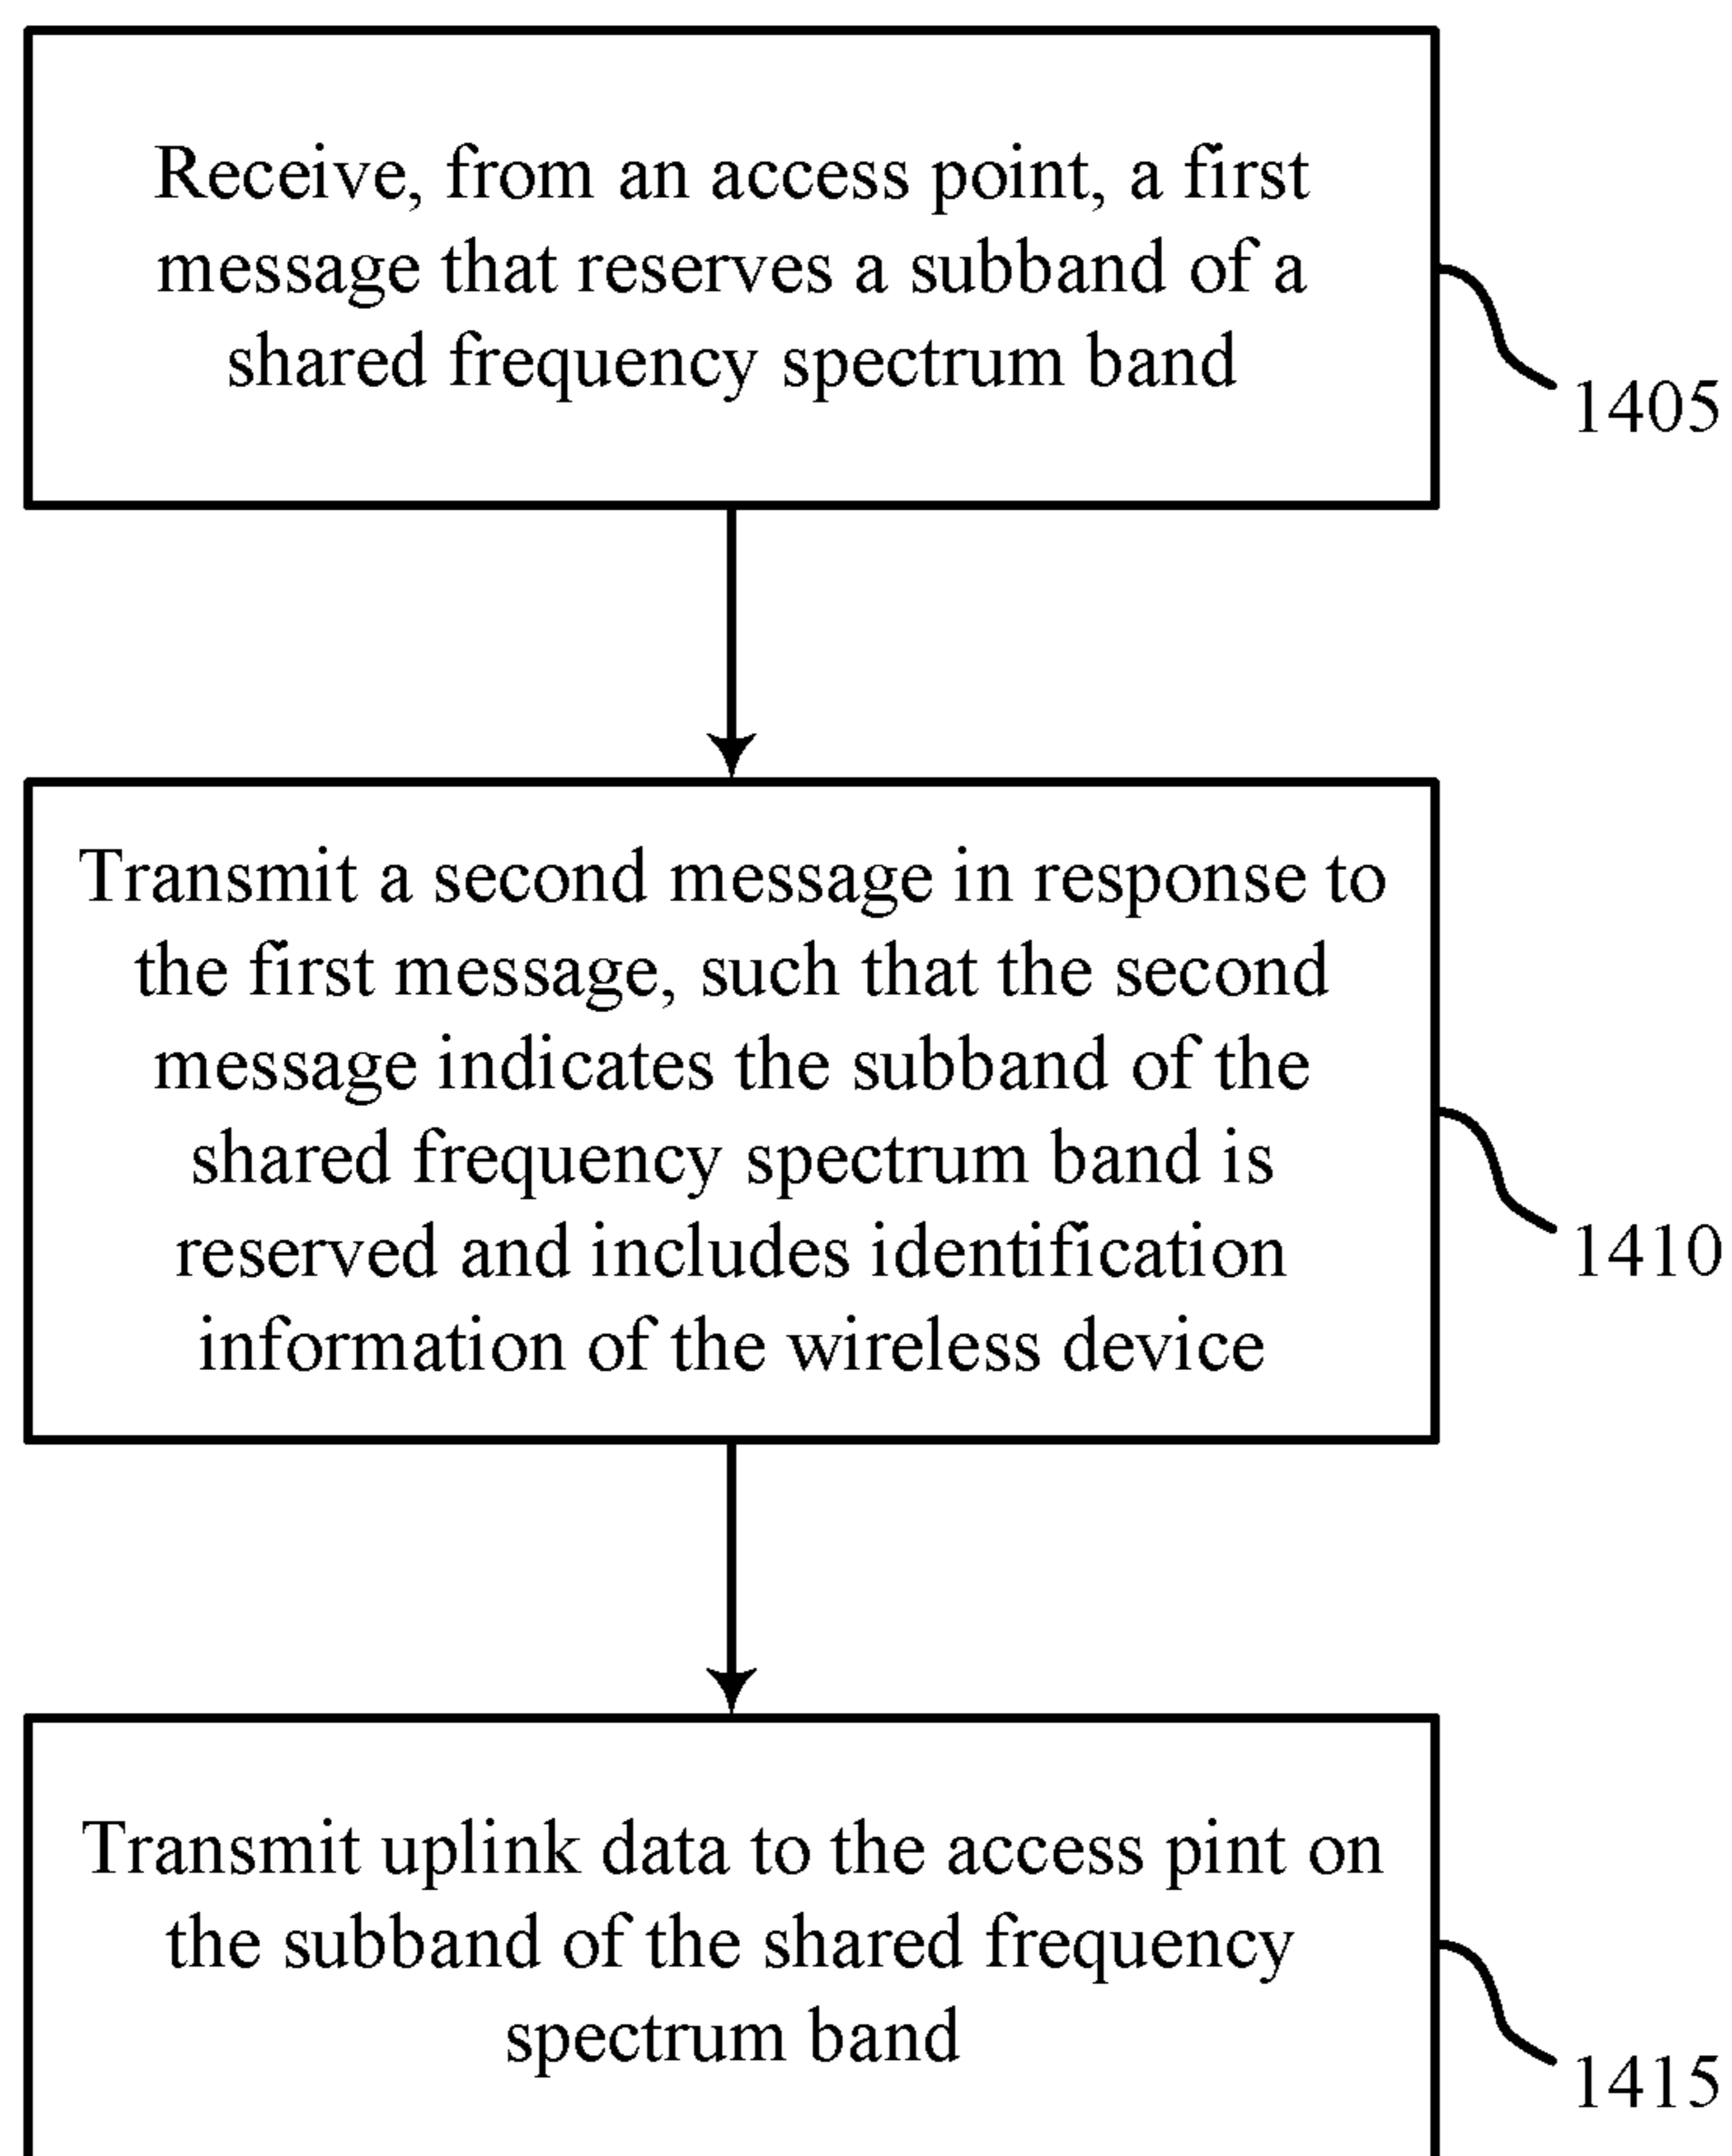 Receive, from an access point, a first
message that reserves a subband of a
shared frequency spectrum band
1405
Transmit a second message in response to
the first message, such that the second
message indicates the subband of the
shared frequency spectrum band is
reserved and includes identification
information of the wireless device
1410
Transmit uplink data to the access pint on
the subband of the shared frequency
spectrum band
1415